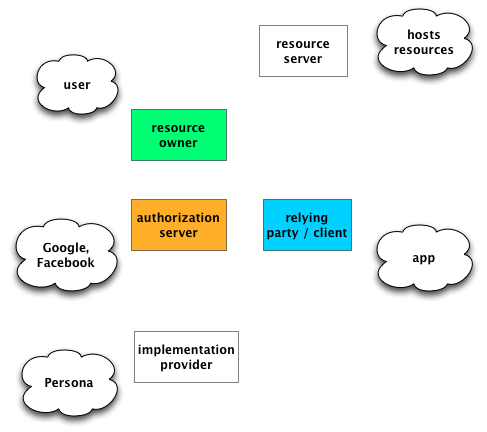 resource
server
hosts
resources
user
resource
owner
authorization
server
relying
party / client
Google,
Facebook
app
implementation
provider
Persona